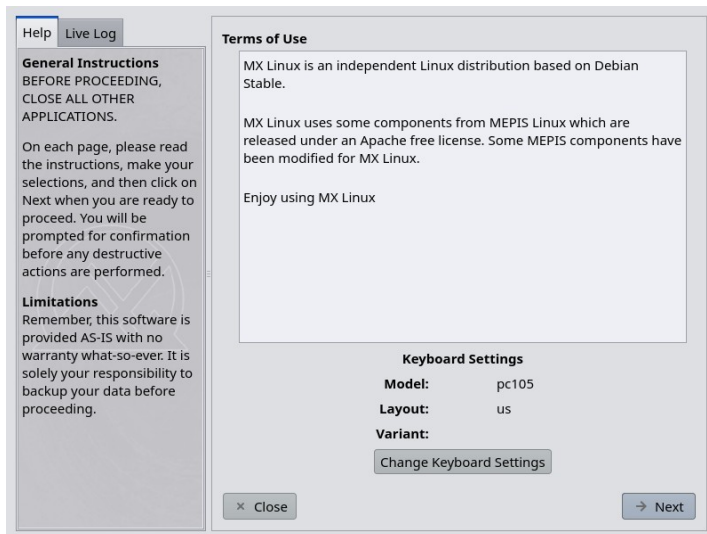 Help
Live Log
General Instructions
BEFORE PROCEEDING,
CLOSE ALL OTHER
APPLICATIONS.
On each page, please read
the instructions, make your
selections, and then click on
Next when you are ready to
proceed. You will be
prompted for confirmation
before any destructive
actions are performed.
Limitations
Remember, this software is
provided AS-IS with no
warranty what-so-ever. It is
solely your responsibility to
backup your data before
proceeding.
Terms of Use
MX Linux is an independent Linux distribution based on Debian
Stable.
MX Linux uses some components from MEPIS Linux which are
released under an Apache free license. Some MEPIS components have
been modified for MX Linux.
Enjoy using MX Linux
Keyboard Settings
Model: pc105
Layout: us
Variant:
Change Keyboard Settings
Close
Next